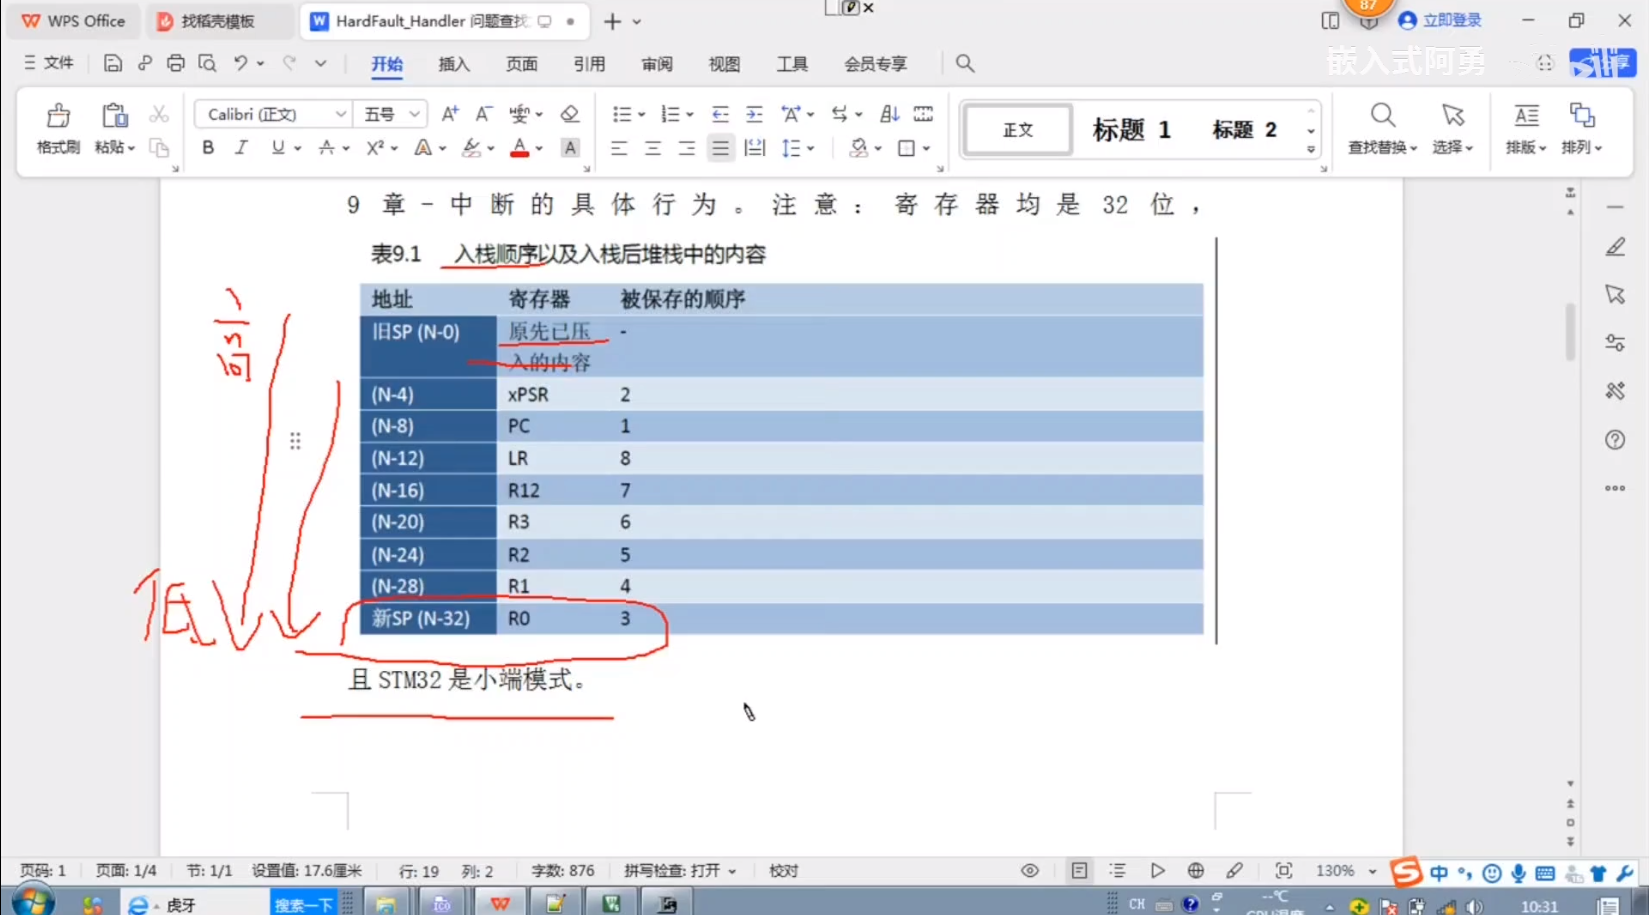 WPS Office
找稻壳模板
HardFault_Handler 问题查找
87
立即登录
文件
开始
插入
页面
引用
审阅
视图
工具
会员专享
嵌入式阿勇
格式刷
粘贴
Calibri (正文)
五号
正文
标题 1
标题 2
查找替换
选择
排版
排列
9 章-中断的具体行为。注意：寄存器均是 32 位，
表9.1 入栈顺序以及入栈后堆栈中的内容
地址 寄存器 被保存的顺序
旧SP (N-0) 原先已压 -
入的内容
(N-4) xPSR 2
(N-8) PC 1
(N-12) LR 8
(N-16) R12 7
(N-20) R3 6
(N-24) R2 5
(N-28) R1 4
新SP (N-32) R0 3
高
低
且 STM32 是小端模式。
页码: 1 页面: 1/4 节: 1/1 设置值: 17.6厘米 行: 19 列: 2 字数: 876 拼写检查: 打开 校对
130%
中
虎牙
搜索一下
CH
--℃
10:31